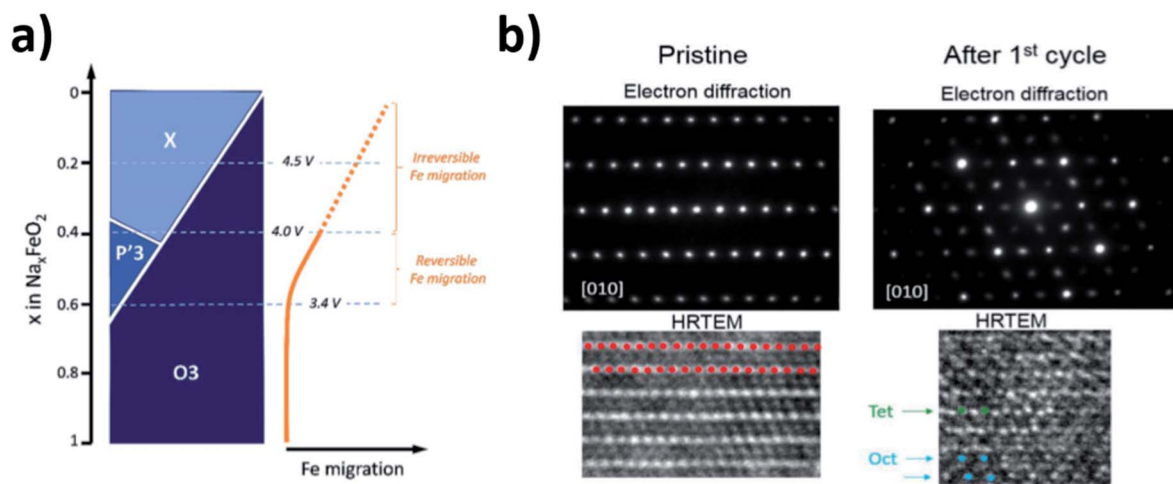 a)
x in NaₓFeO₂
0
0.2
0.4
0.6
0.8
1
X
P'3
O3
4.5 V
4.0 V
3.4 V
Irreversible
Fe migration
Reversible
Fe migration
Fe migration
b)
Pristine
Electron diffraction
[010]
HRTEM
After 1ˢᵗ cycle
Electron diffraction
[010]
HRTEM
Tet
Oct